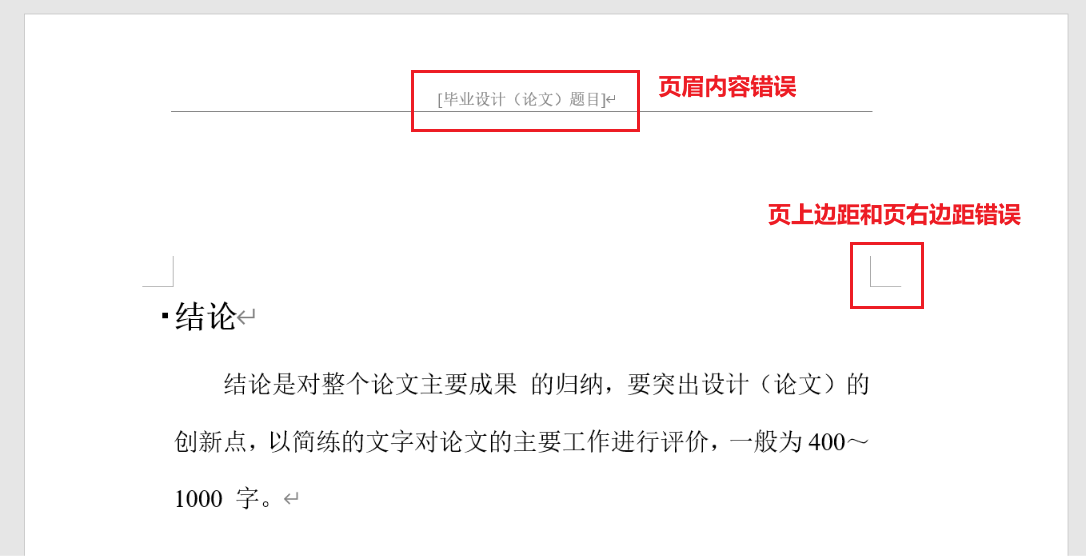 [毕业设计（论文）题目]↵
页眉内容错误
页上边距和页右边距错误
▪结论↵
结论是对整个论文主要成果 的归纳，要突出设计（论文）的
创新点，以简练的文字对论文的主要工作进行评价，一般为 400～
1000 字。↵